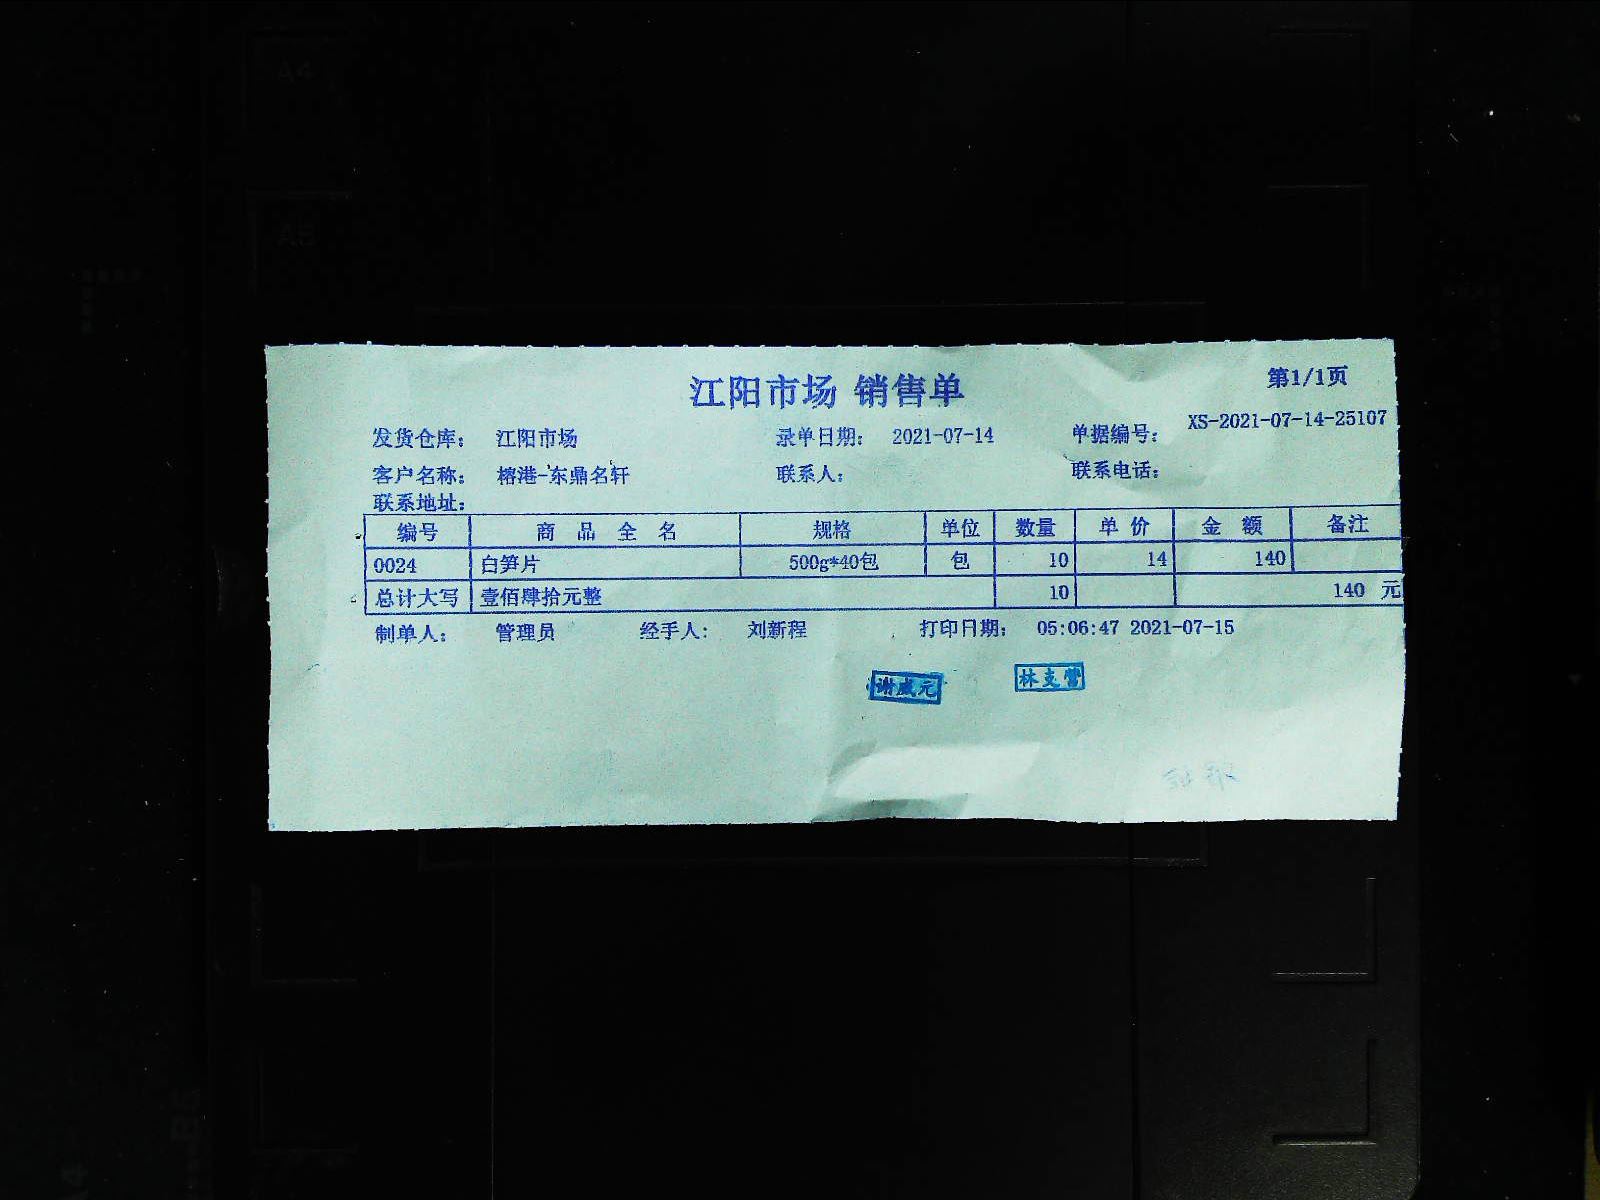 江阳市场 销售单
第1/1页
发货仓库： 江阳市场 录单日期： 2021-07-14 单据编号： XS-2021-07-14-25107
客户名称： 榕港-东鼎名轩 联系人： 联系电话：
联系地址：
编号 商品全名 规格 单位 数量 单价 金额 备注
0024 白笋片 500g*40包 包 10 14 140
总计大写 壹佰肆拾元整 10 140 元
制单人： 管理员 经手人： 刘新程 打印日期： 05:06:47 2021-07-15
A4
A5
B5